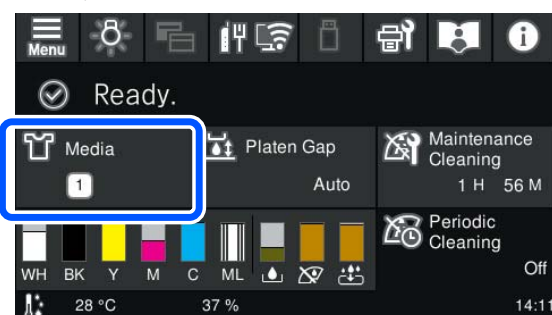 Menu
Ready.
Media
1
Platen Gap
Auto
Maintenance
Cleaning
1 H 56 M
WH BK Y M C ML
Periodic
Cleaning
Off
28 °C 37 % 14:11